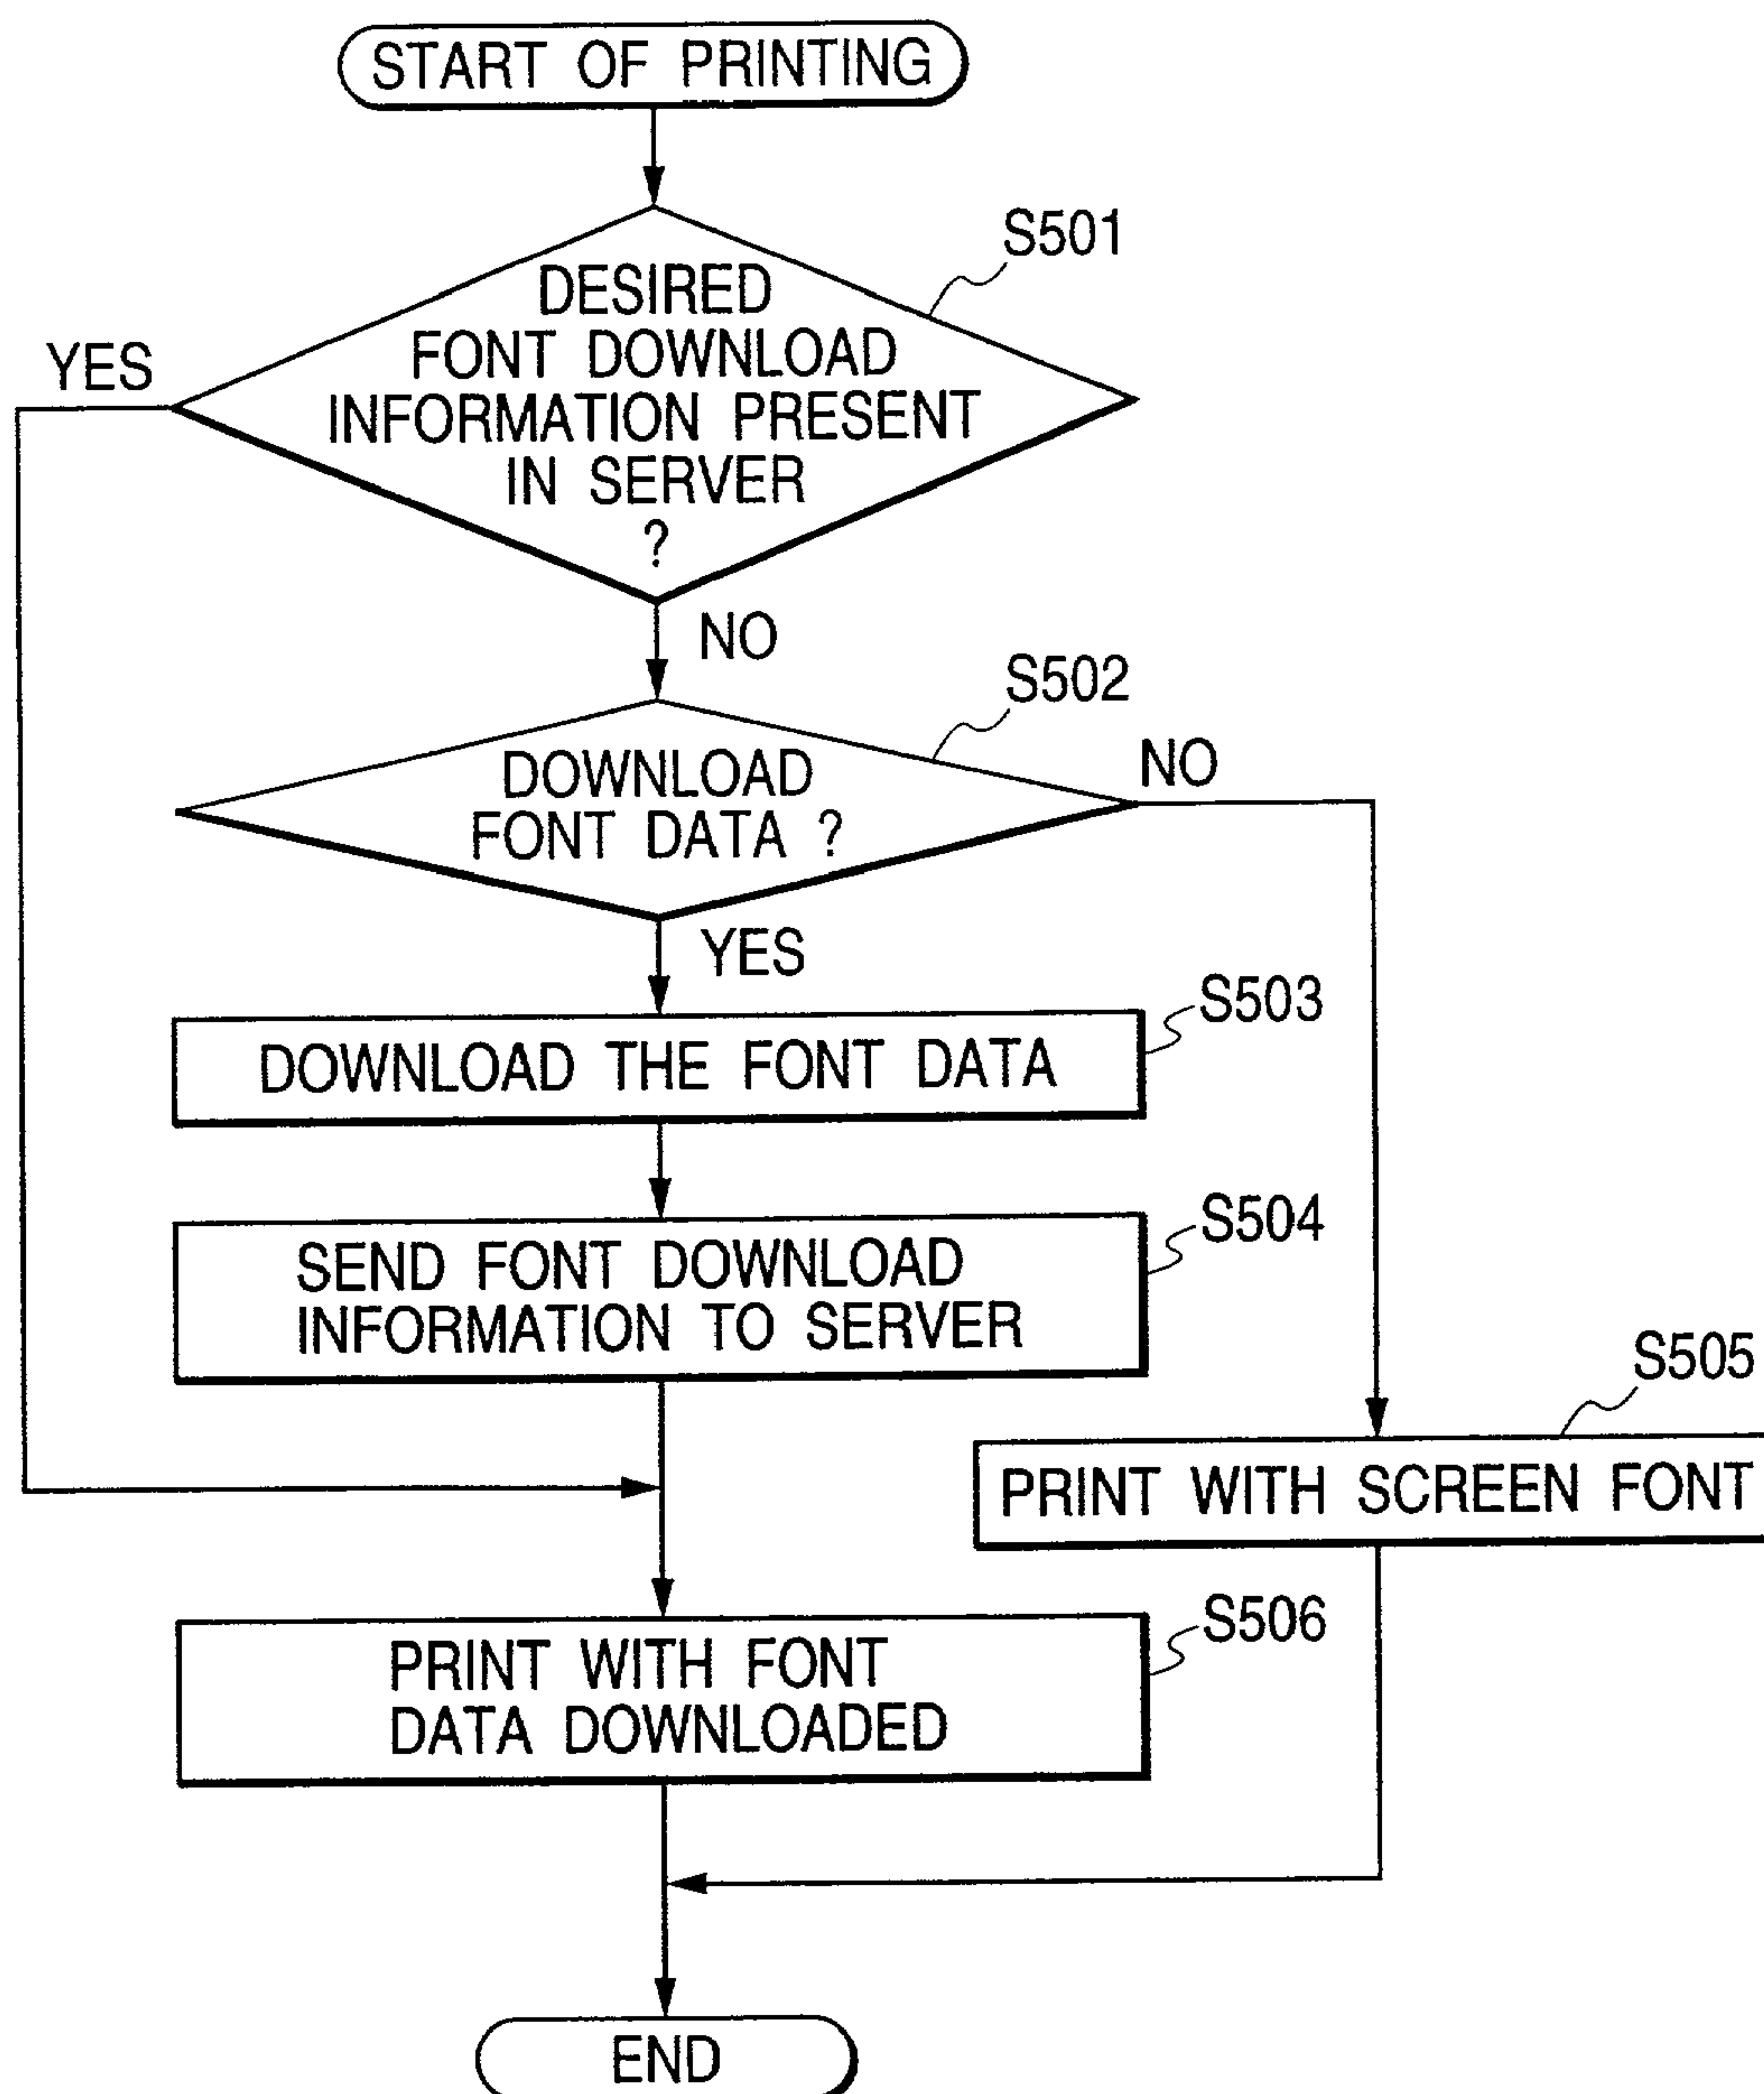 START OF PRINTING
S501
DESIRED
FONT DOWNLOAD
INFORMATION PRESENT
IN SERVER
?
YES
NO
S502
DOWNLOAD
FONT DATA ?
NO
YES
S503
DOWNLOAD THE FONT DATA
S504
SEND FONT DOWNLOAD
INFORMATION TO SERVER
S505
PRINT WITH SCREEN FONT
S506
PRINT WITH FONT
DATA DOWNLOADED
END